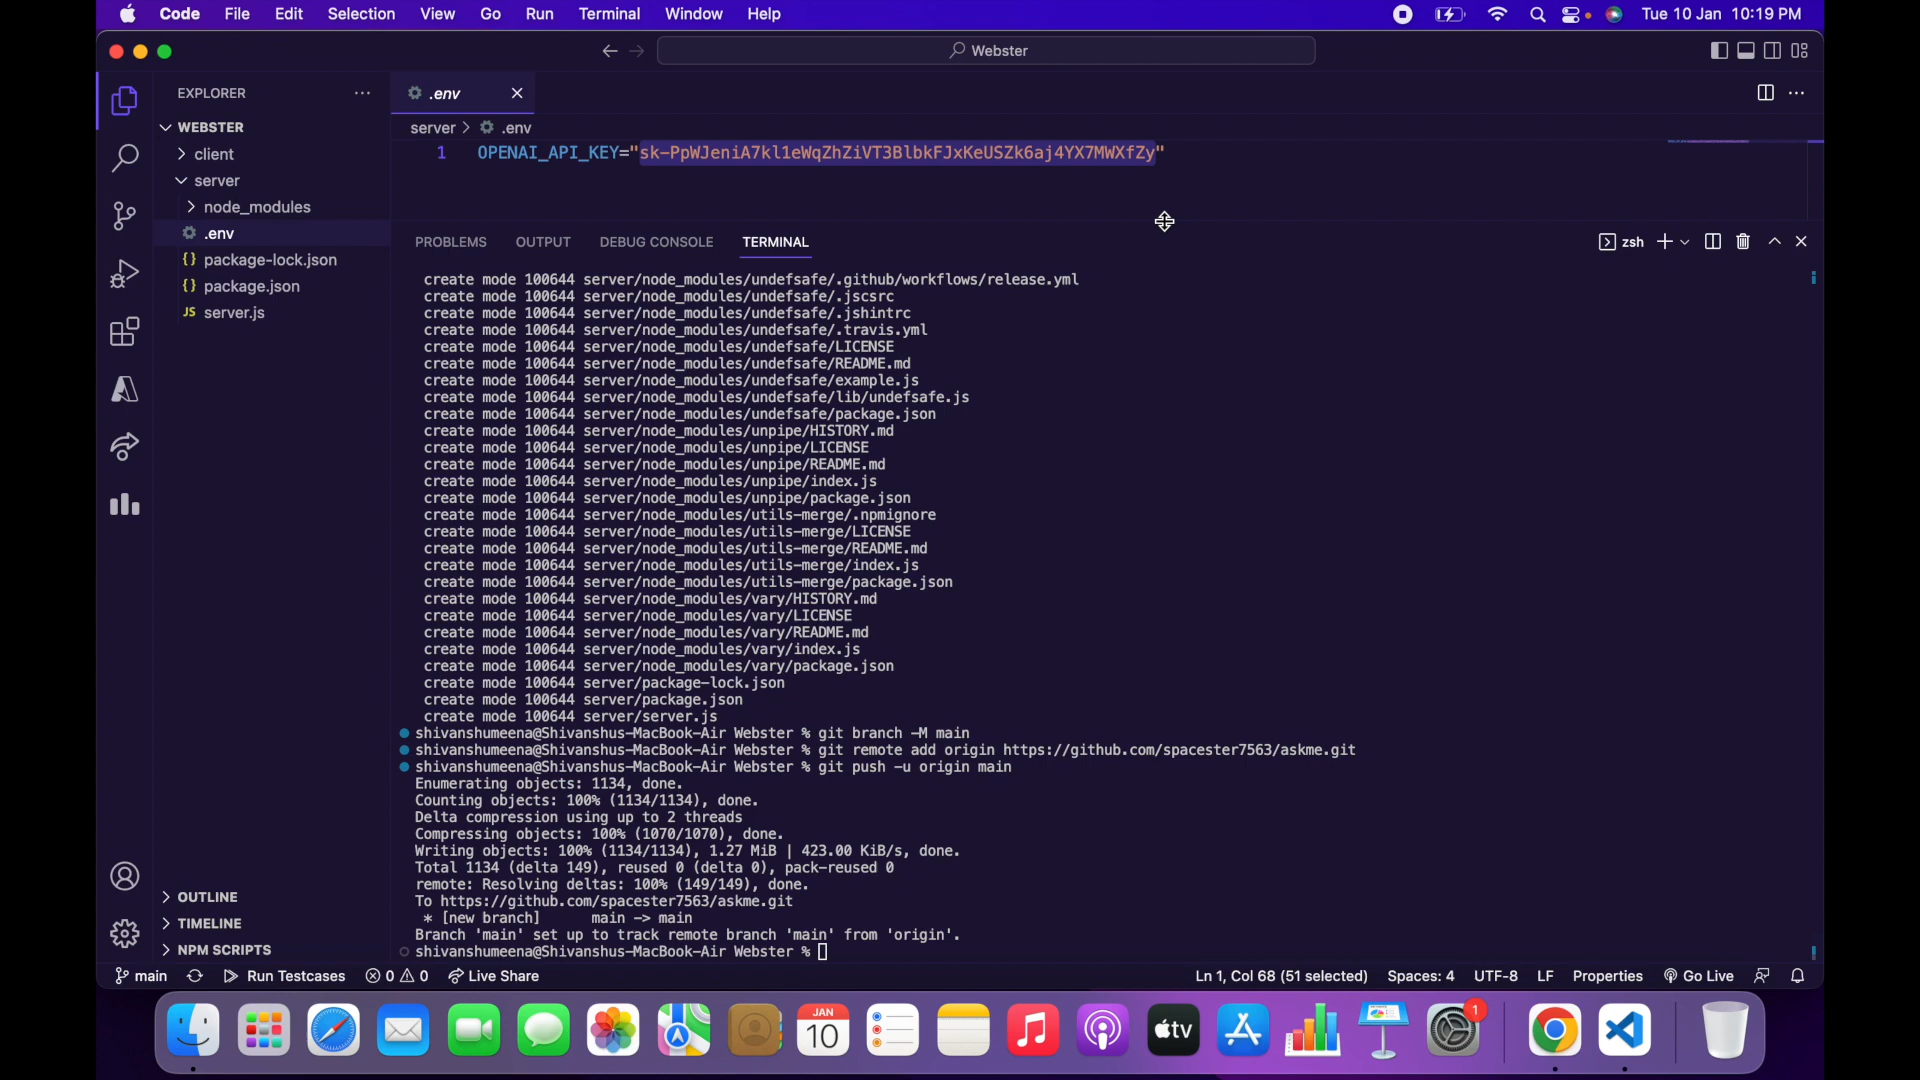 Code File Edit Selection View Go Run Terminal Window Help Tue 10 Jan 10:19 PM
Webster
EXPLORER
.env
WEBSTER
server > .env
client
1 OPENAI_API_KEY="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"
server
node_modules
.env
PROBLEMS OUTPUT DEBUG CONSOLE TERMINAL zsh
package-lock.json
package.json
JS server.js
create mode 100644 server/node_modules/undefsafe/.github/workflows/release.yml
create mode 100644 server/node_modules/undefsafe/.jscsrc
create mode 100644 server/node_modules/undefsafe/.jshintrc
create mode 100644 server/node_modules/undefsafe/.travis.yml
create mode 100644 server/node_modules/undefsafe/LICENSE
create mode 100644 server/node_modules/undefsafe/README.md
create mode 100644 server/node_modules/undefsafe/example.js
create mode 100644 server/node_modules/undefsafe/lib/undefsafe.js
create mode 100644 server/node_modules/undefsafe/package.json
create mode 100644 server/node_modules/unpipe/HISTORY.md
create mode 100644 server/node_modules/unpipe/LICENSE
create mode 100644 server/node_modules/unpipe/README.md
create mode 100644 server/node_modules/unpipe/index.js
create mode 100644 server/node_modules/unpipe/package.json
create mode 100644 server/node_modules/utils-merge/.npmignore
create mode 100644 server/node_modules/utils-merge/LICENSE
create mode 100644 server/node_modules/utils-merge/README.md
create mode 100644 server/node_modules/utils-merge/index.js
create mode 100644 server/node_modules/utils-merge/package.json
create mode 100644 server/node_modules/vary/HISTORY.md
create mode 100644 server/node_modules/vary/LICENSE
create mode 100644 server/node_modules/vary/README.md
create mode 100644 server/node_modules/vary/index.js
create mode 100644 server/node_modules/vary/package.json
create mode 100644 server/package-lock.json
create mode 100644 server/package.json
create mode 100644 server/server.js
shivanshumeena@Shivanshus-MacBook-Air Webster % git branch -M main
shivanshumeena@Shivanshus-MacBook-Air Webster % git remote add origin https://github.com/spacester7563/askme.git
shivanshumeena@Shivanshus-MacBook-Air Webster % git push -u origin main
Enumerating objects: 1134, done.
Counting objects: 100% (1134/1134), done.
Delta compression using up to 2 threads
Compressing objects: 100% (1070/1070), done.
Writing objects: 100% (1134/1134), 1.27 MiB | 423.00 KiB/s, done.
Total 1134 (delta 149), reused 0 (delta 0), pack-reused 0
remote: Resolving deltas: 100% (149/149), done.
To https://github.com/spacester7563/askme.git
* [new branch] main -> main
Branch 'main' set up to track remote branch 'main' from 'origin'.
shivanshumeena@Shivanshus-MacBook-Air Webster %
OUTLINE
TIMELINE
NPM SCRIPTS
main Run Testcases 0 0 Live Share Ln 1, Col 68 (51 selected) Spaces: 4 UTF-8 LF Properties Go Live
JAN
10
tv
1